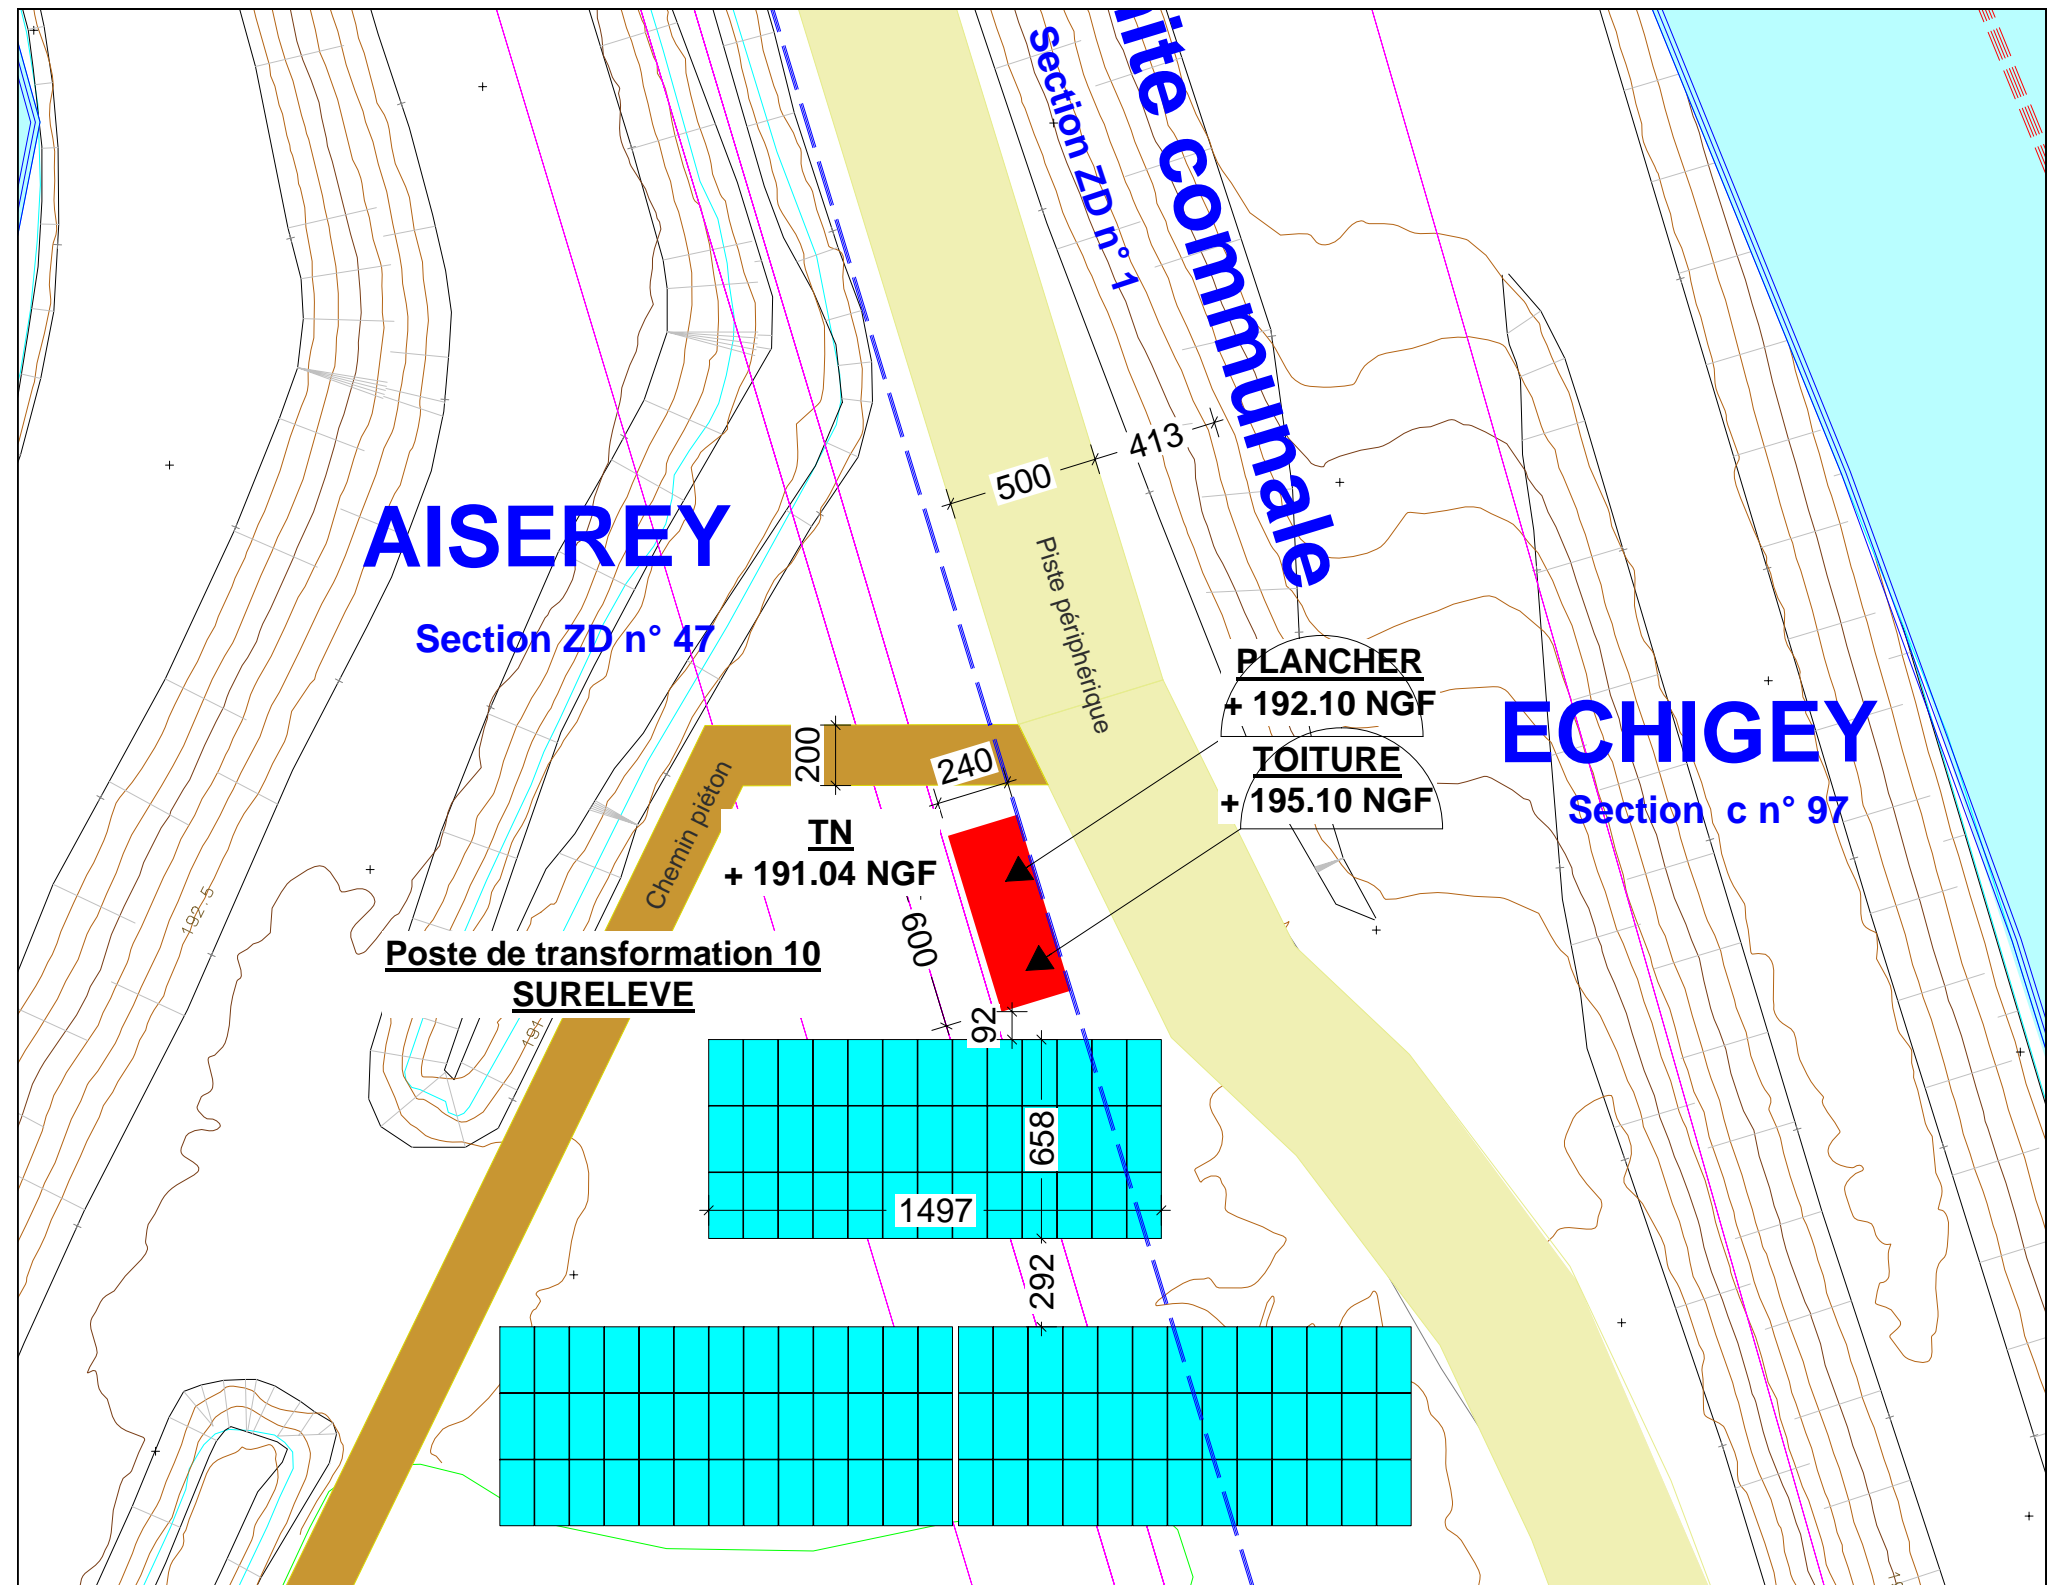 Section ZD n° 1
communale
413
500
AISEREY
Section ZD n° 47
Piste périphérique
PLANCHER
+ 192.10 NGF
TOITURE
+ 195.10 NGF
ECHIGEY
Section c n° 97
200
240
Chemin piéton
TN
+ 191.04 NGF
600
192.5
Poste de transformation 10
SURELEVE
191
92
658
1497
292